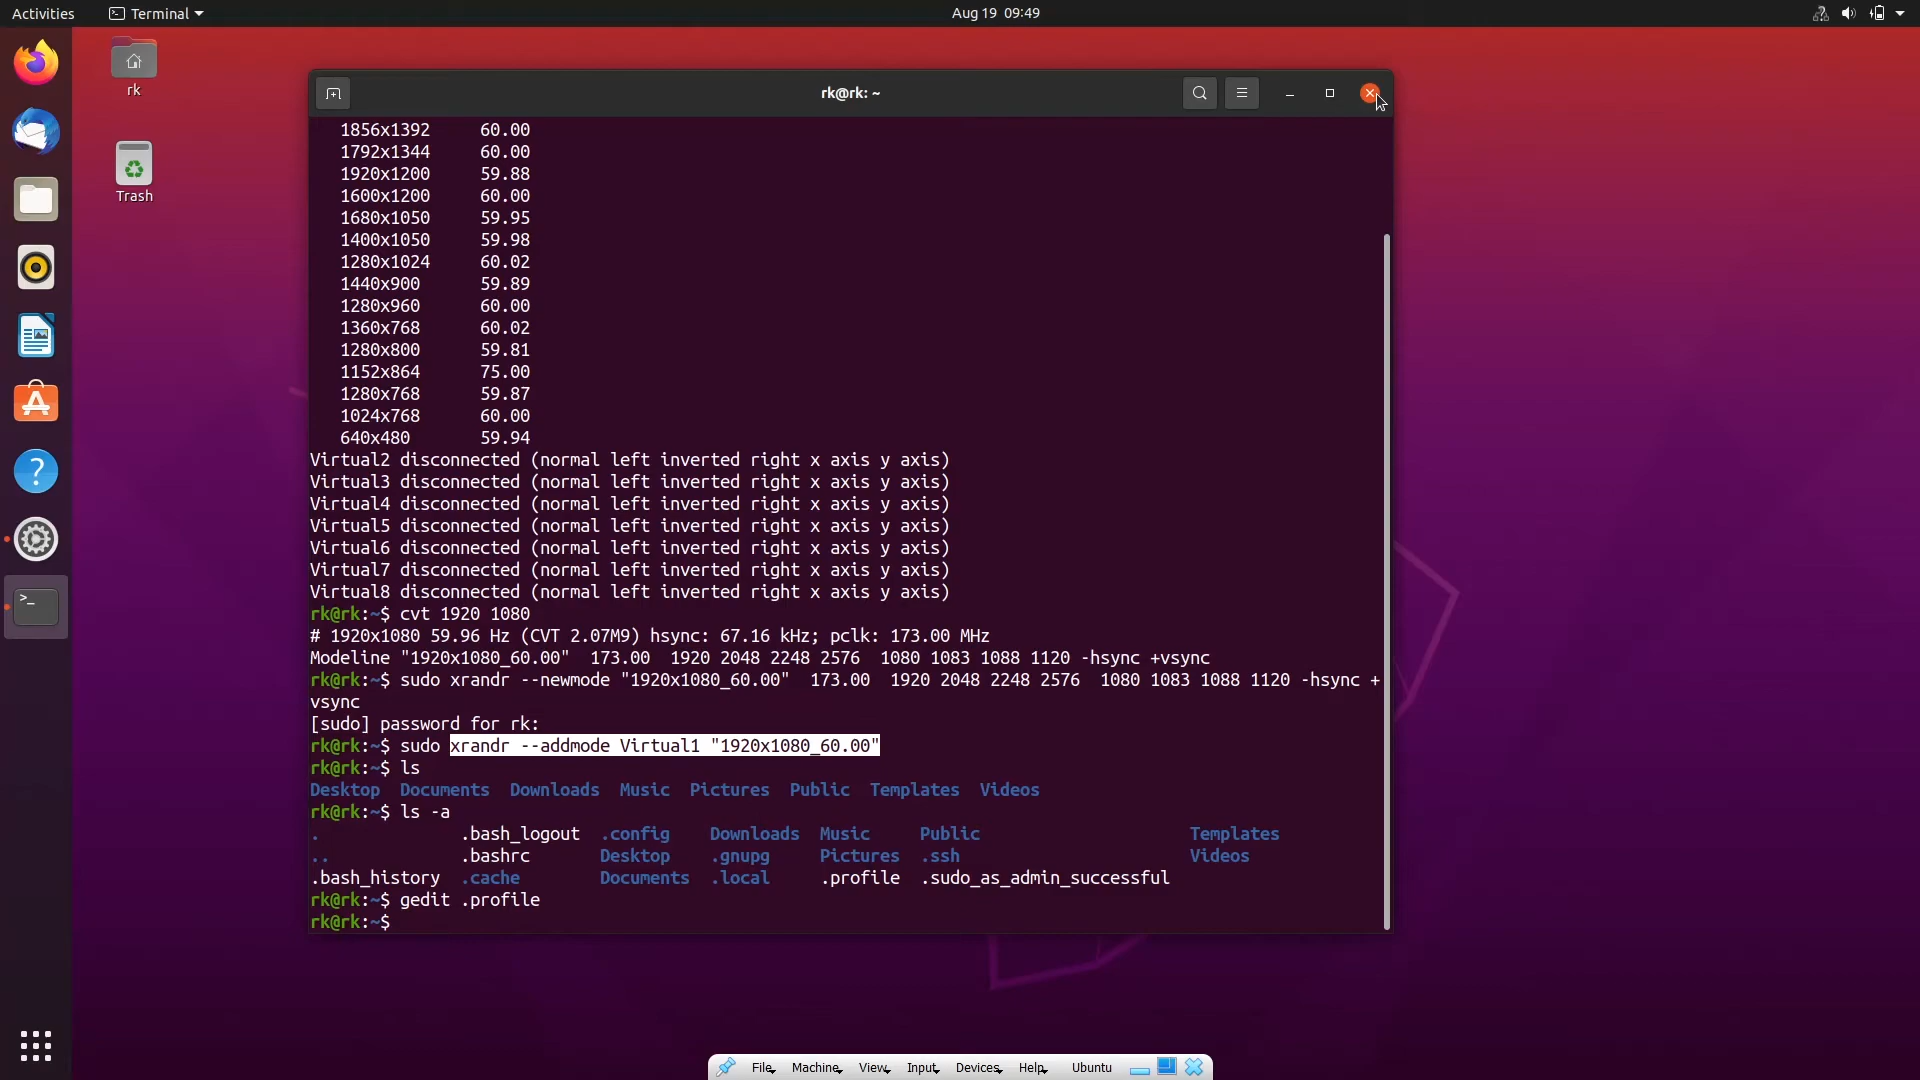 Activities
Terminal
Aug 19 09:49
rk
Trash
rk@rk: ~
1856x1392 60.00
1792x1344 60.00
1920x1200 59.88
1600x1200 60.00
1680x1050 59.95
1400x1050 59.98
1280x1024 60.02
1440x900 59.89
1280x960 60.00
1360x768 60.02
1280x800 59.81
1152x864 75.00
1280x768 59.87
1024x768 60.00
640x480 59.94
Virtual2 disconnected (normal left inverted right x axis y axis)
Virtual3 disconnected (normal left inverted right x axis y axis)
Virtual4 disconnected (normal left inverted right x axis y axis)
Virtual5 disconnected (normal left inverted right x axis y axis)
Virtual6 disconnected (normal left inverted right x axis y axis)
Virtual7 disconnected (normal left inverted right x axis y axis)
Virtual8 disconnected (normal left inverted right x axis y axis)
rk@rk:~$ cvt 1920 1080
# 1920x1080 59.96 Hz (CVT 2.07M9) hsync: 67.16 kHz; pclk: 173.00 MHz
Modeline "1920x1080_60.00" 173.00 1920 2048 2248 2576 1080 1083 1088 1120 -hsync +vsync
rk@rk:~$ sudo xrandr --newmode "1920x1080_60.00" 173.00 1920 2048 2248 2576 1080 1083 1088 1120 -hsync +
vsync
[sudo] password for rk:
rk@rk:~$ sudo xrandr --addmode Virtual1 "1920x1080_60.00"
rk@rk:~$ ls
Desktop Documents Downloads Music Pictures Public Templates Videos
rk@rk:~$ ls -a
. .bash_logout .config Downloads Music Public Templates
.. .bashrc Desktop .gnupg Pictures .ssh Videos
.bash_history .cache Documents .local .profile .sudo_as_admin_successful
rk@rk:~$ gedit .profile
rk@rk:~$
File Machine View Input Devices Help Ubuntu